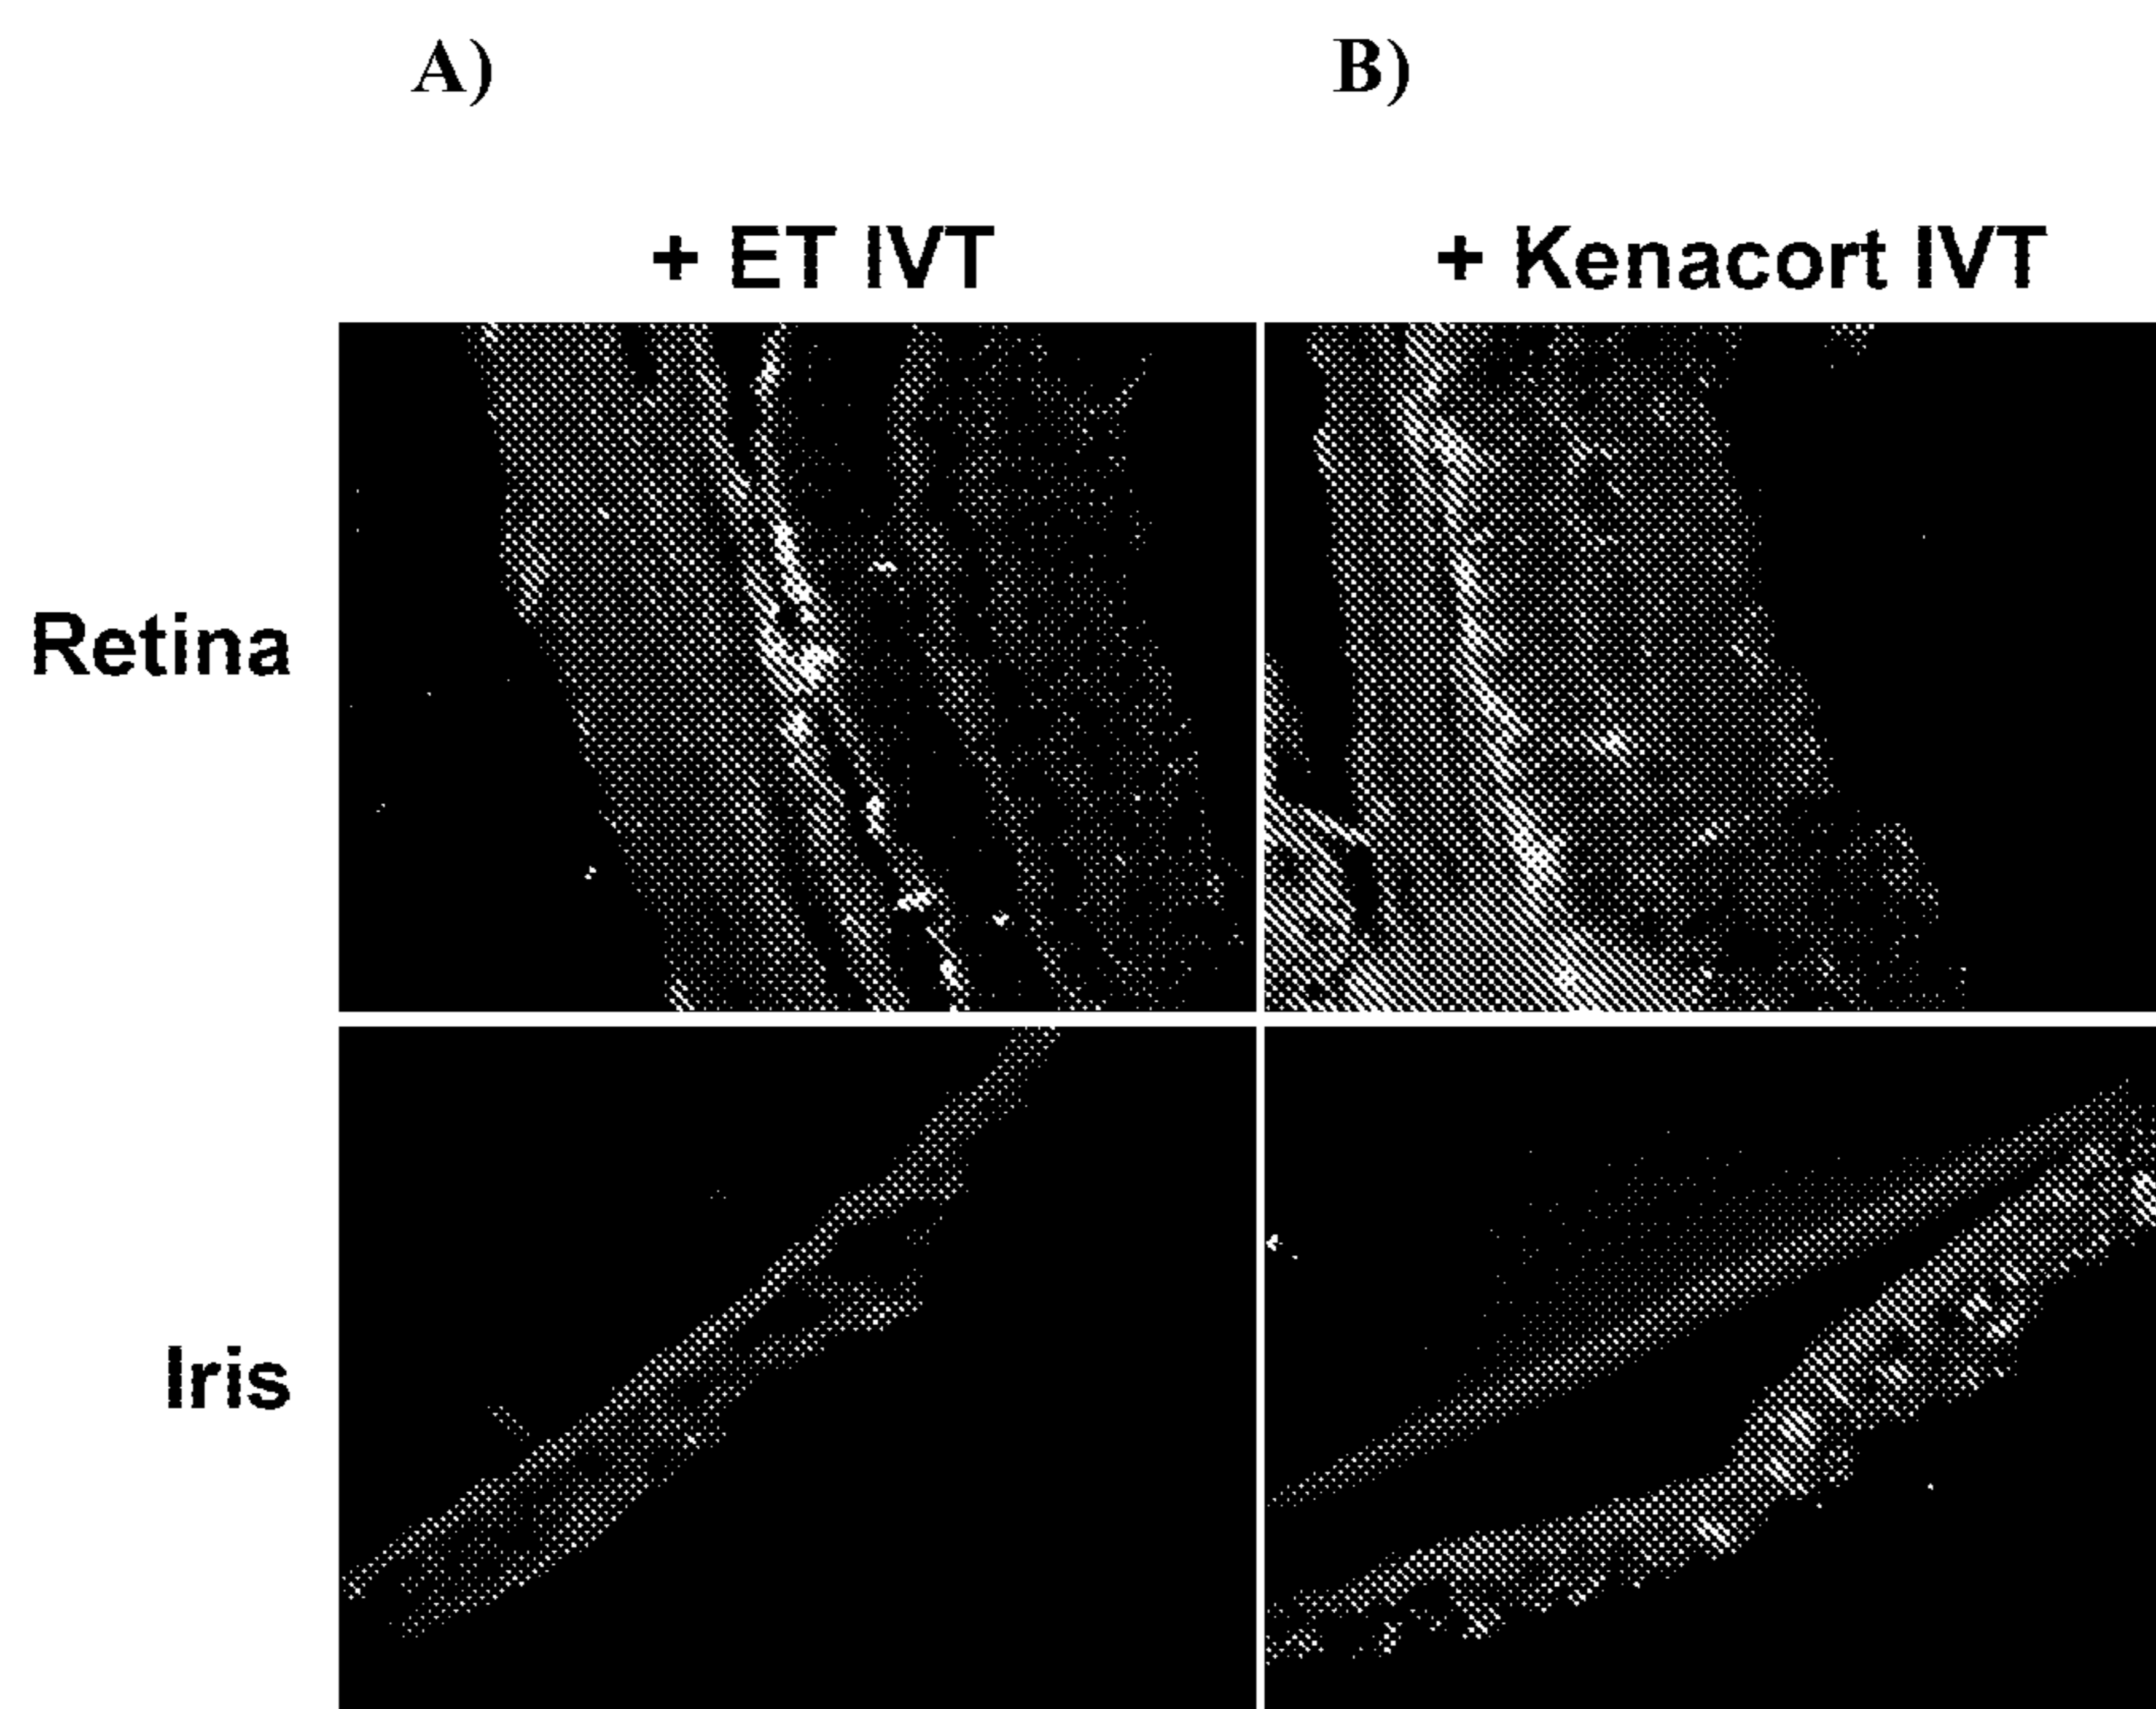 A) B)
+ ET IVT + Kenacort IVT
Retina
Iris